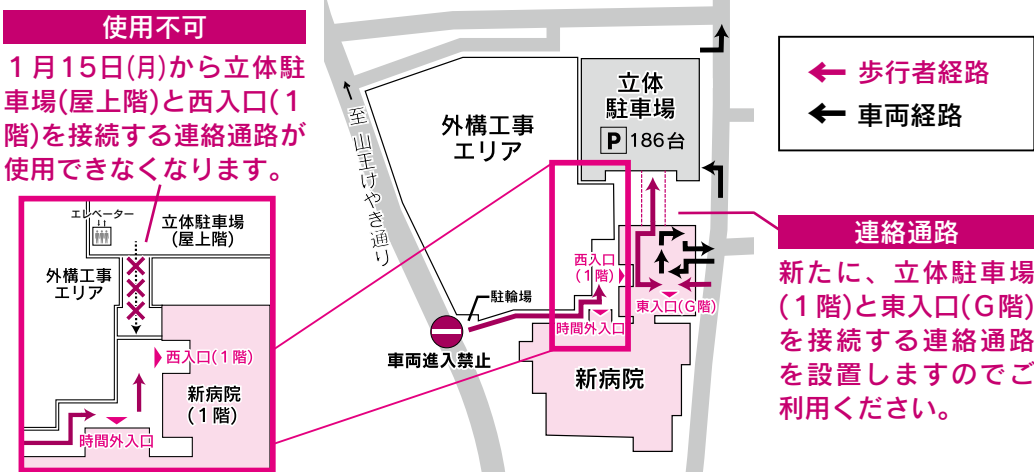 使用不可
1月15日(月)から立体駐
車場(屋上階)と西入口(1
階)を接続する連絡通路が
使用できなくなります。
エレベーター
立体駐車場
(屋上階)
外構工事
エリア
西入口(1階)
新病院
(1階)
時間外入口
至 山王けやき通り
外構工事
エリア
立体
駐車場
P 186台
西入口
(1階)
駐輪場
時間外入口
東入口(G階)
車両進入禁止
新病院
歩行者経路
車両経路
連絡通路
新たに、立体駐車場
(1階)と東入口(G階)
を接続する連絡通路
を設置しますのでご
利用ください。